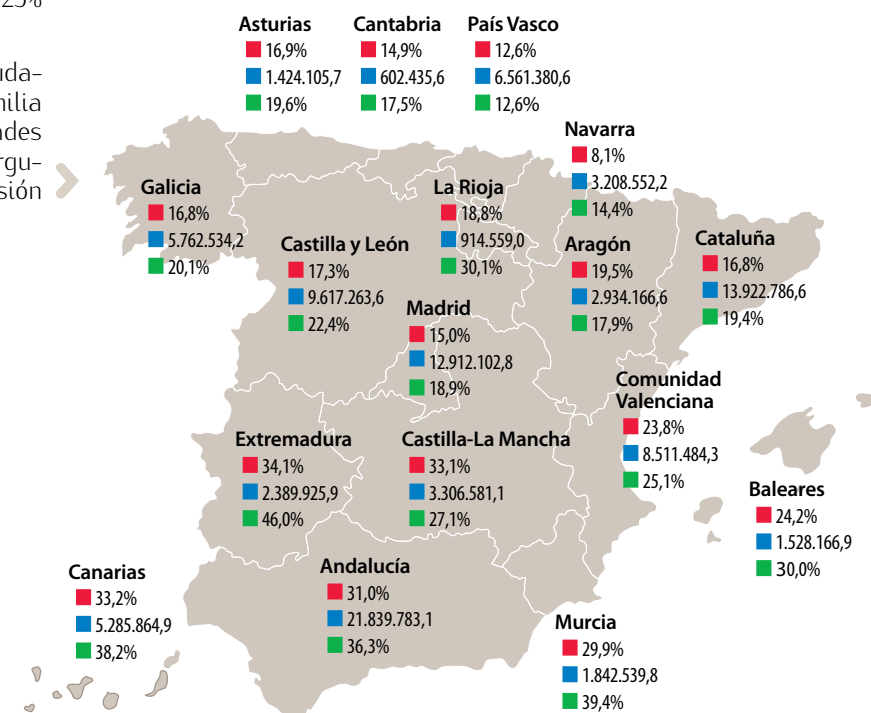 25%
uda-
nilia
ades
rgu-
sión
Asturias
16,9%
1.424.105,7
19,6%
Cantabria
14,9%
602.435,6
17,5%
País Vasco
12,6%
6.561.380,6
12,6%
Navarra
8,1%
3.208.552,2
14,4%
Galicia
16,8%
5.762.534,2
20,1%
La Rioja
18,8%
914.559,0
30,1%
Castilla y León
17,3%
9.617.263,6
22,4%
Aragón
19,5%
2.934.166,6
17,9%
Cataluña
16,8%
13.922.786,6
19,4%
Madrid
15,0%
12.912.102,8
18,9%
Comunidad
Valenciana
23,8%
8.511.484,3
25,1%
Extremadura
34,1%
2.389.925,9
46,0%
Castilla-La Mancha
33,1%
3.306.581,1
27,1%
Baleares
24,2%
1.528.166,9
30,0%
Canarias
33,2%
5.285.864,9
38,2%
Andalucía
31,0%
21.839.783,1
36,3%
Murcia
29,9%
1.842.539,8
39,4%